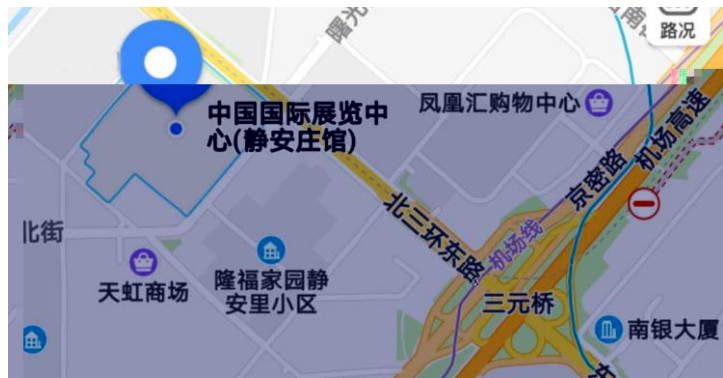 曙光
路况
中国国际展览中
心(静安庄馆)
凤凰汇购物中心
机场高速
京密路
北三环东路
机场线
北街
天虹商场
隆福家园静
安里小区
三元桥
南银大厦
东